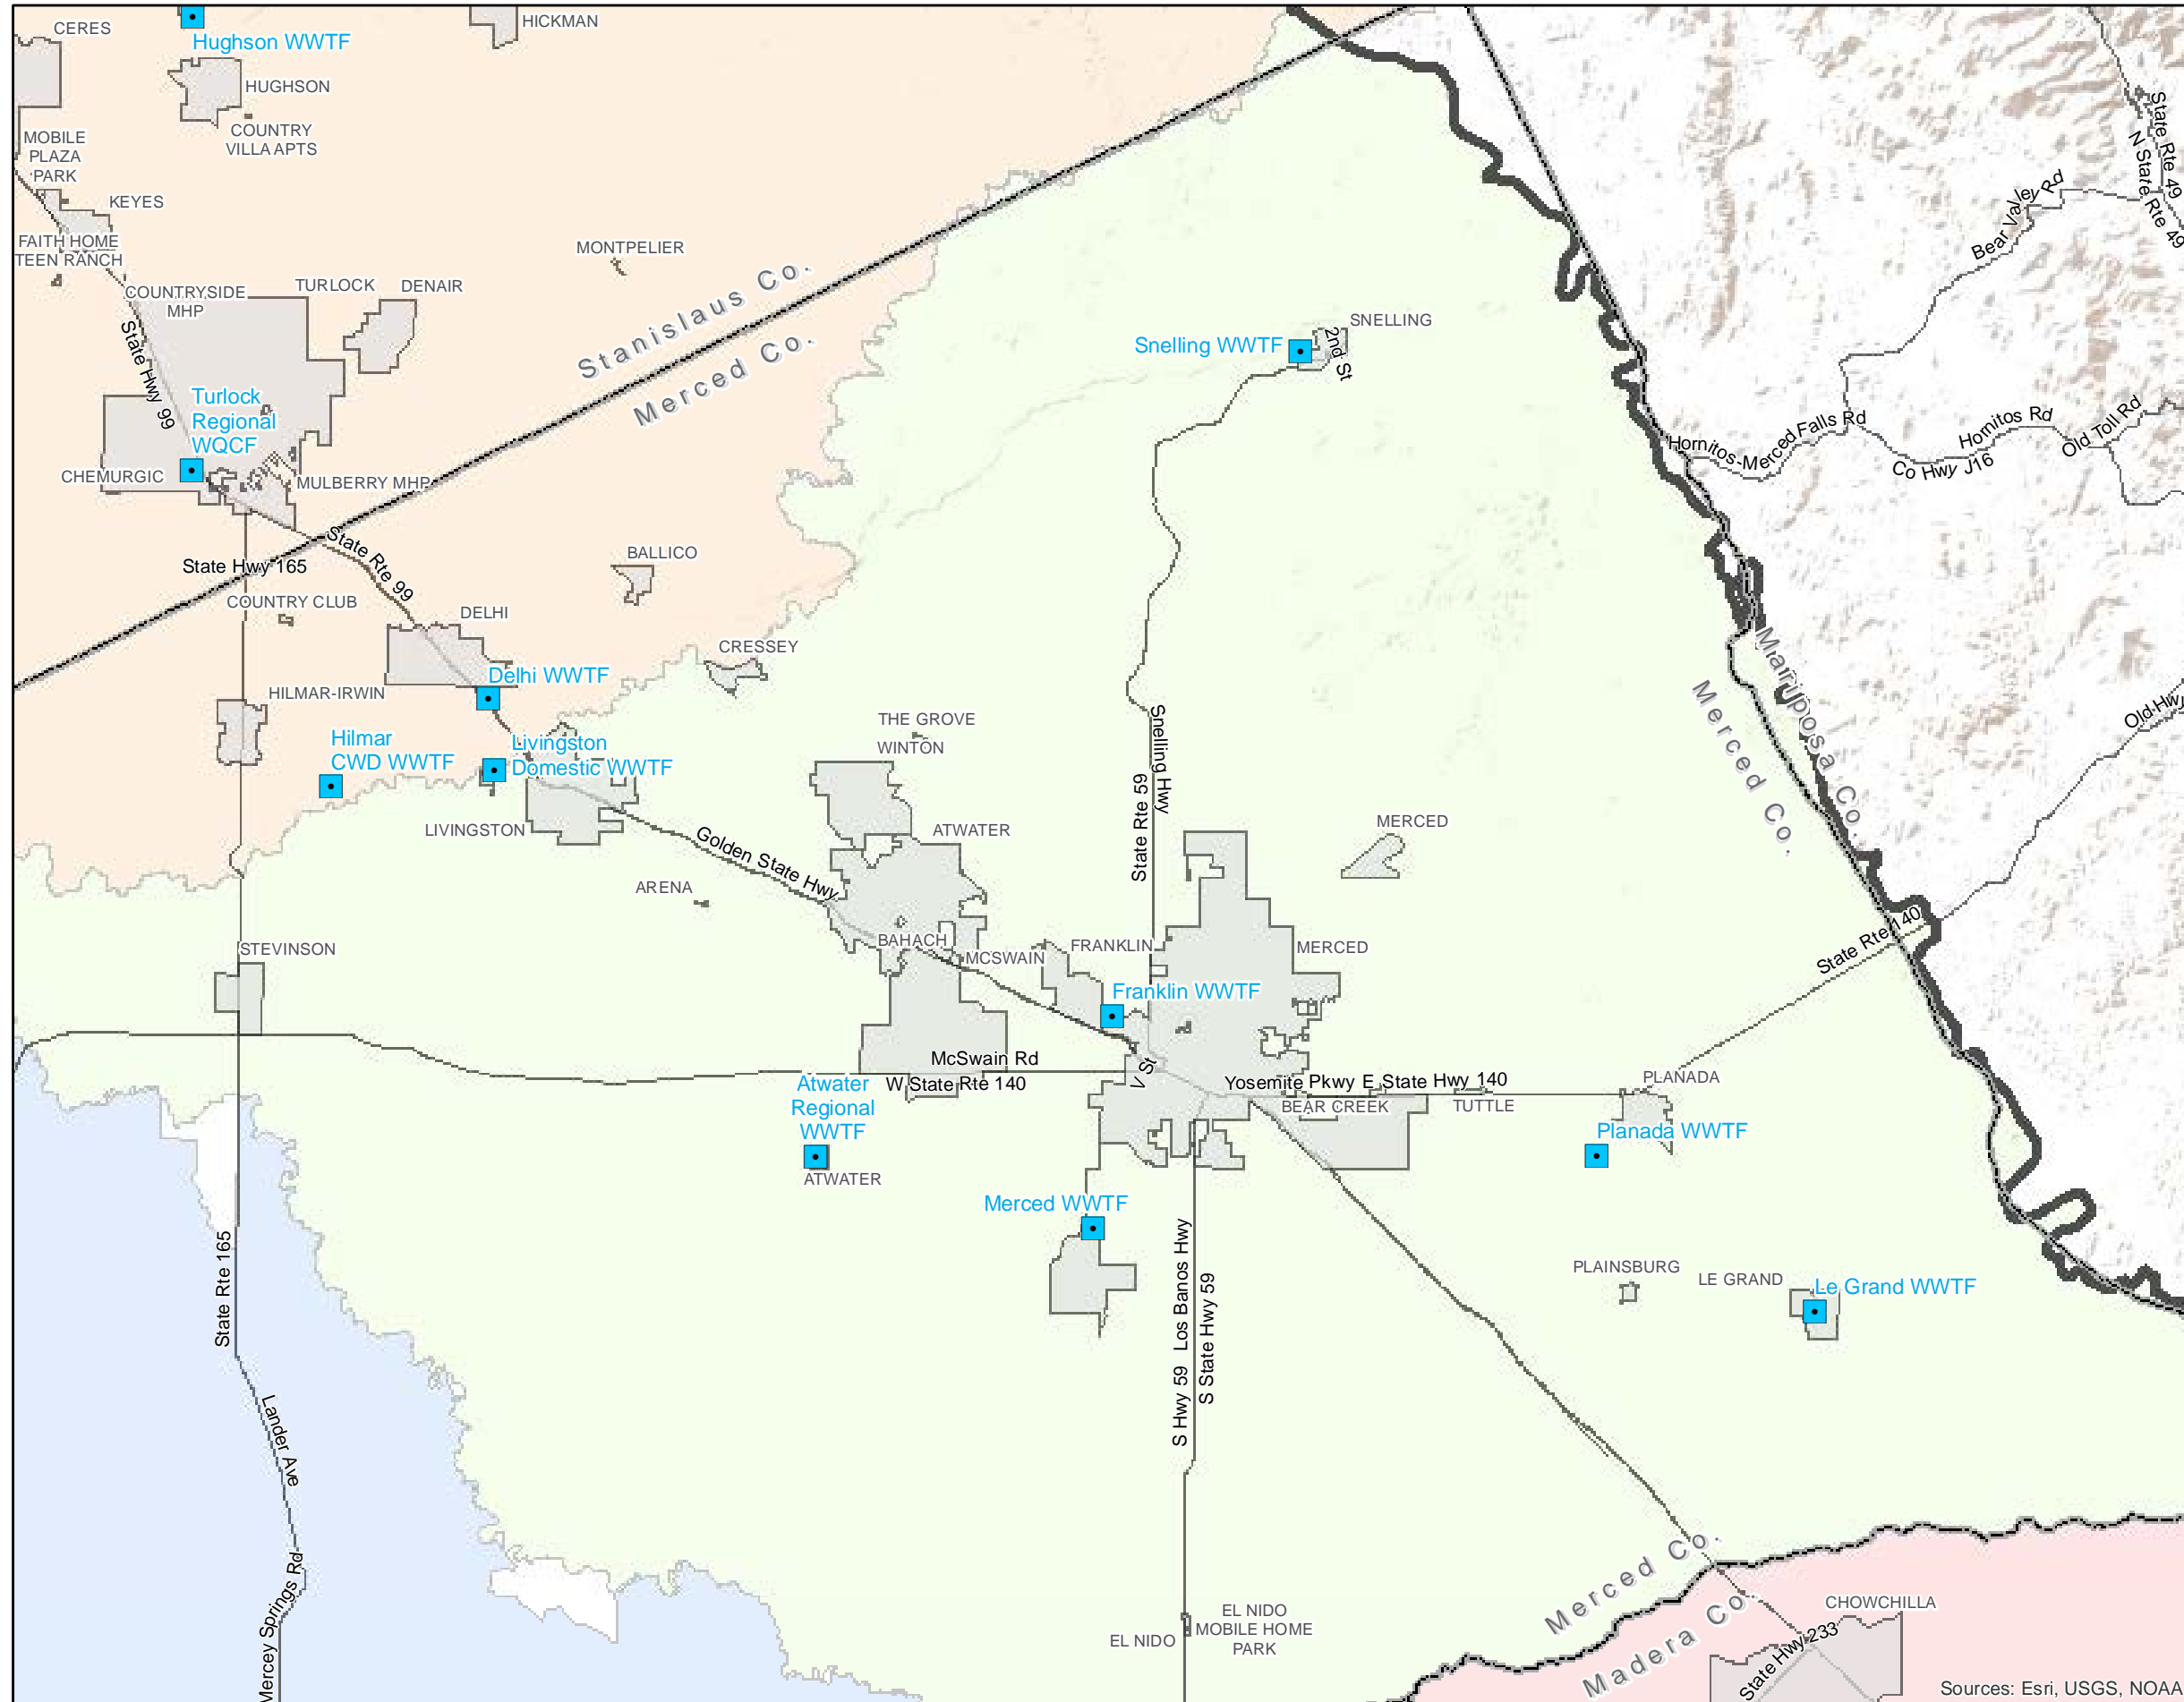 CERES
Hughson WWTF
HICKMAN
HUGHSON
COUNTRY
VILLA APTS
MOBILE
PLAZA
PARK
KEYES
FAITH HOME
TEEN RANCH
MONTPELIER
COUNTRYSIDE
MHP
TURLOCK
DENAIR
State Hwy 99
Stanislaus Co.
Merced Co.
Turlock
Regional
WQCF
CHEMURGIC
MULBERRY MHP
State Rte 99
State Hwy 165
COUNTRY CLUB
BALLICO
DELHI
CRESSEY
Delhi WWTF
HILMAR-IRWIN
Hilmar
CWD WWTF
Livingston
Domestic WWTF
LIVINGSTON
Snelling WWTF
SNELLING
2nd St
State Rte 49
N State Rte 49
Bear Valley Rd
Hornitos-Merced Falls Rd
Hornitos Rd
Co Hwy J16
Old Toll Rd
Mariposa Co.
Merced Co.
Old Hwy
THE GROVE
WINTON
Snelling Hwy
State Rte 59
ATWATER
Golden State Hwy
ARENA
MERCED
BAHACH
MCSWAIN
FRANKLIN
MERCED
Franklin WWTF
STEVINSON
State Rte 140
McSwain Rd
W State Rte 140
V St
Yosemite Pkwy E State Hwy 140
BEAR CREEK
TUTTLE
PLANADA
Planada WWTF
Atwater
Regional
WWTF
ATWATER
Merced WWTF
State Rte 165
S Hwy 59 Los Banos Hwy
S State Hwy 59
PLAINSBURG
LE GRAND
Le Grand WWTF
Lander Ave
Mercey Springs Rd
EL NIDO
EL NIDO
MOBILE HOME
PARK
Merced Co.
Madera Co.
CHOWCHILLA
State Hwy 233
Sources: Esri, USGS, NOAA